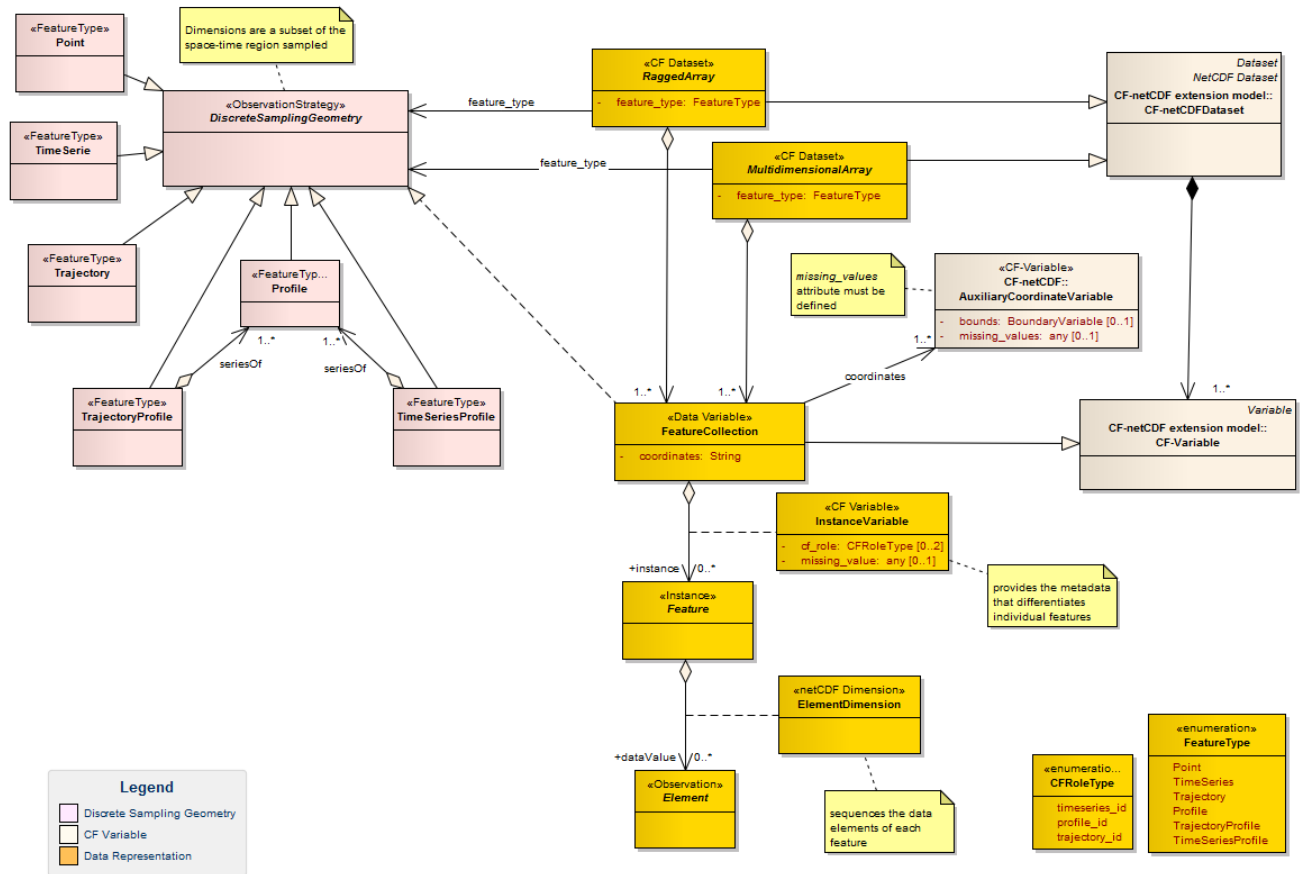 «FeatureType»
Point
Dimensions are a subset of the
space-time region sampled
«CF Dataset»
RaggedArray
- feature_type: FeatureType
Dataset
NetCDF Dataset
CF-netCDF extension model::
CF-netCDFDataset
«ObservationStrategy»
DiscreteSamplingGeometry
feature_type
«FeatureType»
TimeSerie
feature_type
«CF Dataset»
MultidimensionalArray
- feature_type: FeatureType
«FeatureType»
Trajectory
«FeatureTyp...
Profile
missing_values
attribute must be
defined
«CF-Variable»
CF-netCDF::
AuxiliaryCoordinateVariable
- bounds: BoundaryVariable [0..1]
- missing_values: any [0..1]
1..*
1..*
1..*
seriesOf
seriesOf
coordinates
1..*
1..*
1..*
«FeatureType»
TrajectoryProfile
«FeatureType»
TimeSeriesProfile
«Data Variable»
FeatureCollection
- coordinates: String
Variable
CF-netCDF extension model::
CF-Variable
«CF Variable»
InstanceVariable
- cf_role: CFRoleType [0..2]
- missing_value: any [0..1]
+instance
0..*
provides the metadata
that differentiates
individual features
«Instance»
Feature
«netCDF Dimension»
ElementDimension
+dataValue
0..*
«Observation»
Element
sequences the data
elements of each
feature
«enumeratio...
CFRoleType
timeseries_id
profile_id
trajectory_id
«enumeration»
FeatureType
Point
TimeSeries
Trajectory
Profile
TrajectoryProfile
TimeSeriesProfile
Legend
Discrete Sampling Geometry
CF Variable
Data Representation